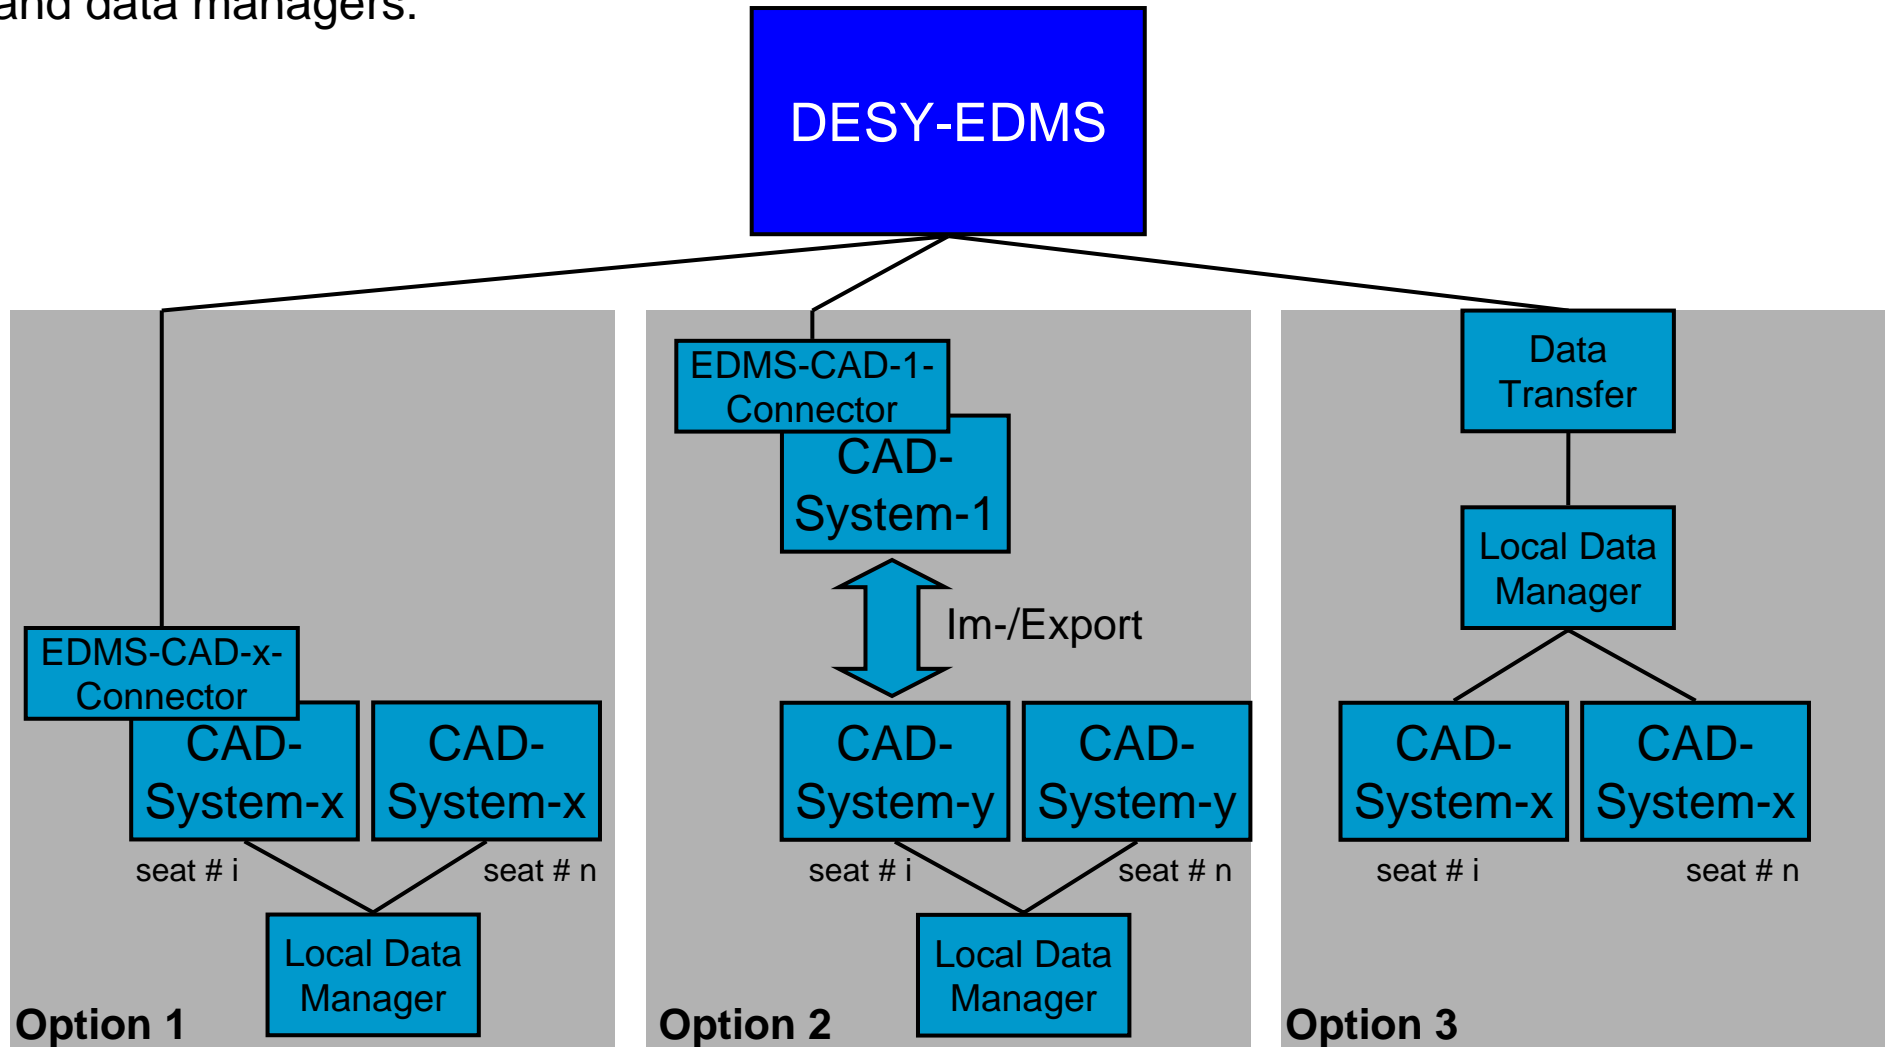 and data managers.
DESY-EDMS
EDMS-CAD-x-
Connector
CAD-
System-x
CAD-
System-x
seat # i
seat # n
Local Data
Manager
Option 1
EDMS-CAD-1-
Connector
CAD-
System-1
Im-/Export
CAD-
System-y
CAD-
System-y
seat # i
seat # n
Local Data
Manager
Option 2
Data
Transfer
Local Data
Manager
CAD-
System-x
CAD-
System-x
seat # i
seat # n
Option 3